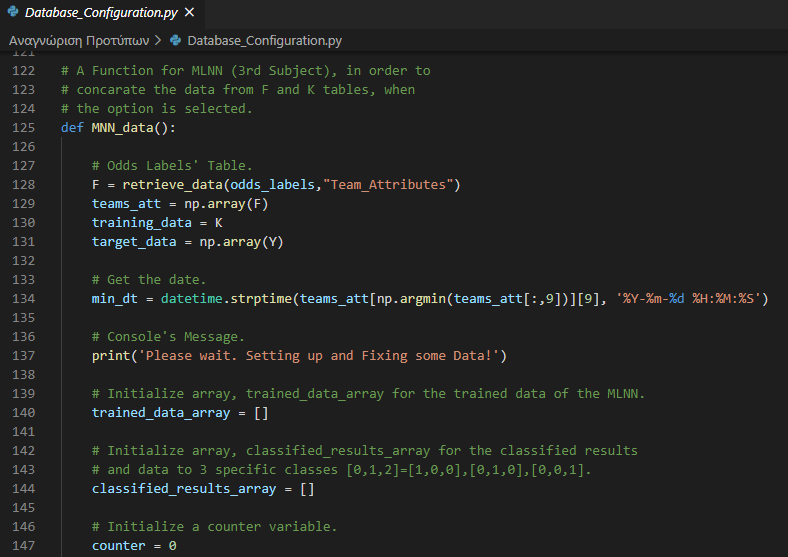 Database_Configuration.py ×
Αναγνώριση Προτύπων > Database_Configuration.py
121
122 # A Function for MLNN (3rd Subject), in order to
123 # concarate the data from F and K tables, when
124 # the option is selected.
125 def MNN_data():
126
127 # Odds Labels' Table.
128 F = retrieve_data(odds_labels,"Team_Attributes")
129 teams_att = np.array(F)
130 training_data = K
131 target_data = np.array(Y)
132
133 # Get the date.
134 min_dt = datetime.strptime(teams_att[np.argmin(teams_att[:,9])][9], '%Y-%m-%d %H:%M:%S')
135
136 # Console's Message.
137 print('Please wait. Setting up and Fixing some Data!')
138
139 # Initialize array, trained_data_array for the trained data of the MLNN.
140 trained_data_array = []
141
142 # Initialize array, classified_results_array for the classified results
143 # and data to 3 specific classes [0,1,2]=[1,0,0],[0,1,0],[0,0,1].
144 classified_results_array = []
145
146 # Initialize a counter variable.
147 counter = 0